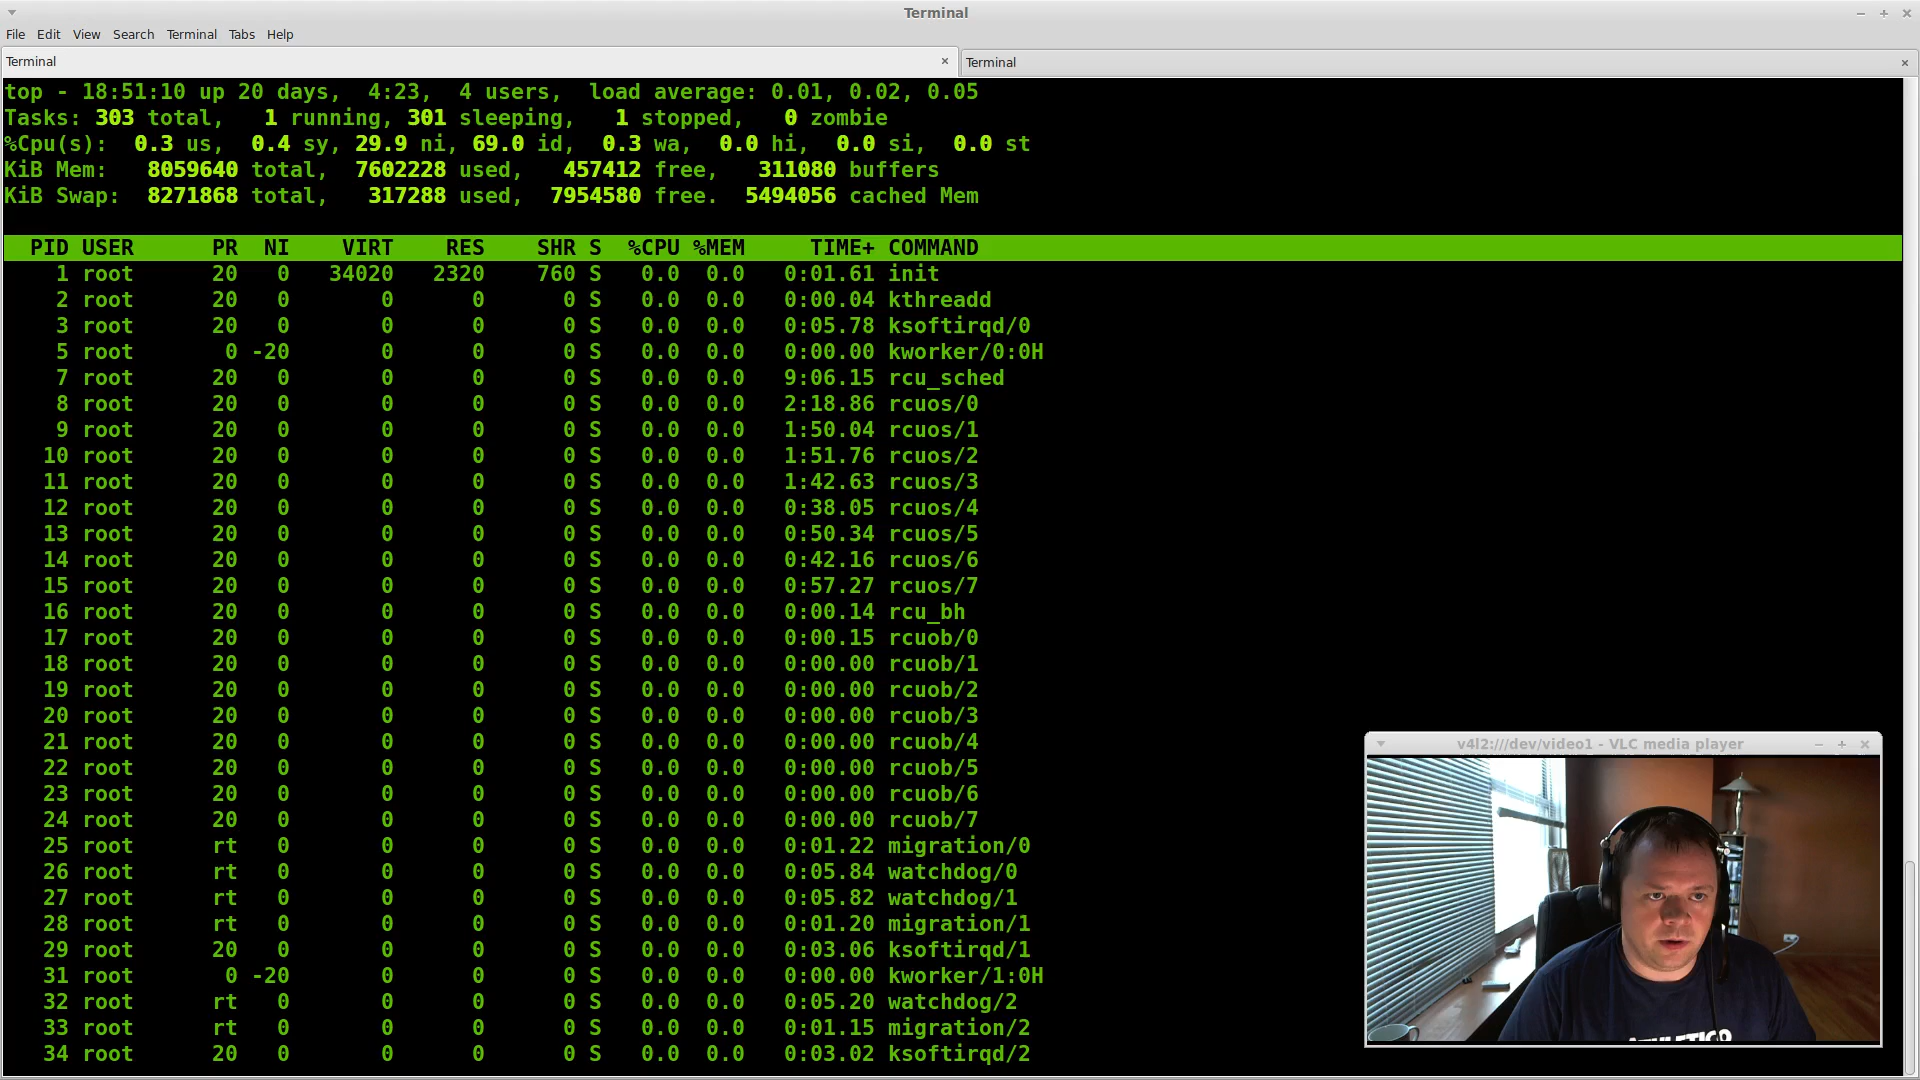 Terminal
File Edit View Search Terminal Tabs Help
Terminal Terminal
top - 18:51:10 up 20 days, 4:23, 4 users, load average: 0.01, 0.02, 0.05
Tasks: 303 total, 1 running, 301 sleeping, 1 stopped, 0 zombie
%Cpu(s): 0.3 us, 0.4 sy, 29.9 ni, 69.0 id, 0.3 wa, 0.0 hi, 0.0 si, 0.0 st
KiB Mem: 8059640 total, 7602228 used, 457412 free, 311080 buffers
KiB Swap: 8271868 total, 317288 used, 7954580 free. 5494056 cached Mem
PID USER PR NI VIRT RES SHR S %CPU %MEM TIME+ COMMAND
1 root 20 0 34020 2320 760 S 0.0 0.0 0:01.61 init
2 root 20 0 0 0 0 S 0.0 0.0 0:00.04 kthreadd
3 root 20 0 0 0 0 S 0.0 0.0 0:05.78 ksoftirqd/0
5 root 0 -20 0 0 0 S 0.0 0.0 0:00.00 kworker/0:0H
7 root 20 0 0 0 0 S 0.0 0.0 9:06.15 rcu_sched
8 root 20 0 0 0 0 S 0.0 0.0 2:18.86 rcuos/0
9 root 20 0 0 0 0 S 0.0 0.0 1:50.04 rcuos/1
10 root 20 0 0 0 0 S 0.0 0.0 1:51.76 rcuos/2
11 root 20 0 0 0 0 S 0.0 0.0 1:42.63 rcuos/3
12 root 20 0 0 0 0 S 0.0 0.0 0:38.05 rcuos/4
13 root 20 0 0 0 0 S 0.0 0.0 0:50.34 rcuos/5
14 root 20 0 0 0 0 S 0.0 0.0 0:42.16 rcuos/6
15 root 20 0 0 0 0 S 0.0 0.0 0:57.27 rcuos/7
16 root 20 0 0 0 0 S 0.0 0.0 0:00.14 rcu_bh
17 root 20 0 0 0 0 S 0.0 0.0 0:00.15 rcuob/0
18 root 20 0 0 0 0 S 0.0 0.0 0:00.00 rcuob/1
19 root 20 0 0 0 0 S 0.0 0.0 0:00.00 rcuob/2
20 root 20 0 0 0 0 S 0.0 0.0 0:00.00 rcuob/3
21 root 20 0 0 0 0 S 0.0 0.0 0:00.00 rcuob/4
22 root 20 0 0 0 0 S 0.0 0.0 0:00.00 rcuob/5
23 root 20 0 0 0 0 S 0.0 0.0 0:00.00 rcuob/6
24 root 20 0 0 0 0 S 0.0 0.0 0:00.00 rcuob/7
25 root rt 0 0 0 0 S 0.0 0.0 0:01.22 migration/0
26 root rt 0 0 0 0 S 0.0 0.0 0:05.84 watchdog/0
27 root rt 0 0 0 0 S 0.0 0.0 0:05.82 watchdog/1
28 root rt 0 0 0 0 S 0.0 0.0 0:01.20 migration/1
29 root 20 0 0 0 0 S 0.0 0.0 0:03.06 ksoftirqd/1
31 root 0 -20 0 0 0 S 0.0 0.0 0:00.00 kworker/1:0H
32 root rt 0 0 0 0 S 0.0 0.0 0:05.20 watchdog/2
33 root rt 0 0 0 0 S 0.0 0.0 0:01.15 migration/2
34 root 20 0 0 0 0 S 0.0 0.0 0:03.02 ksoftirqd/2
v4l2:///dev/video1 - VLC media player